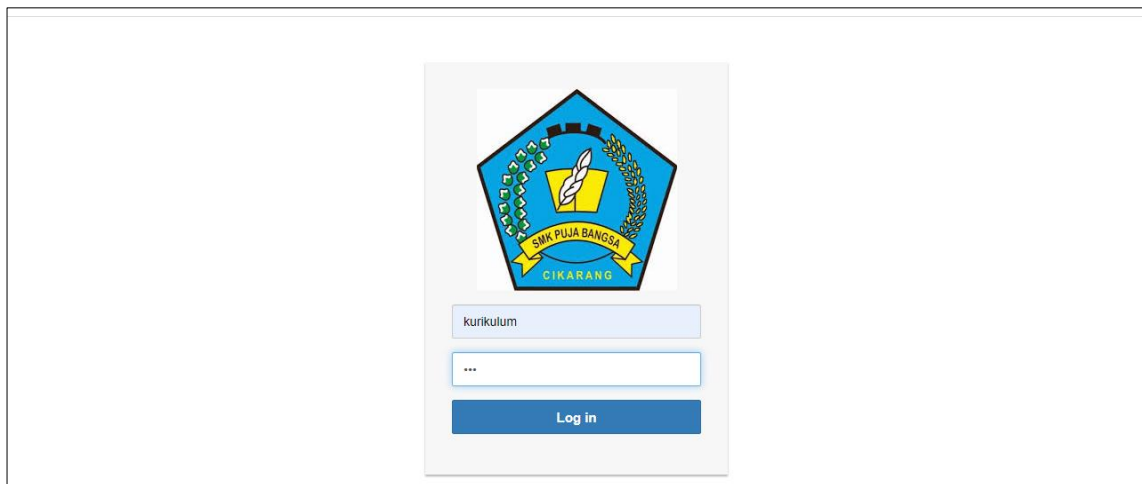 SMK PUJA BANGSA
CIKARANG
kurikulum
•••
Log in